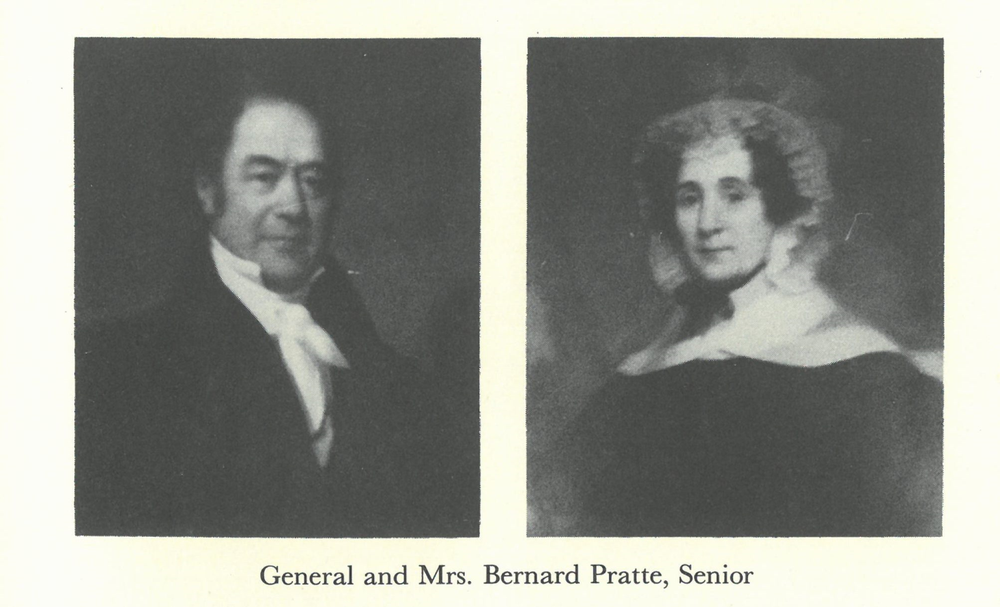 General and Mrs. Bernard Pratte, Senior